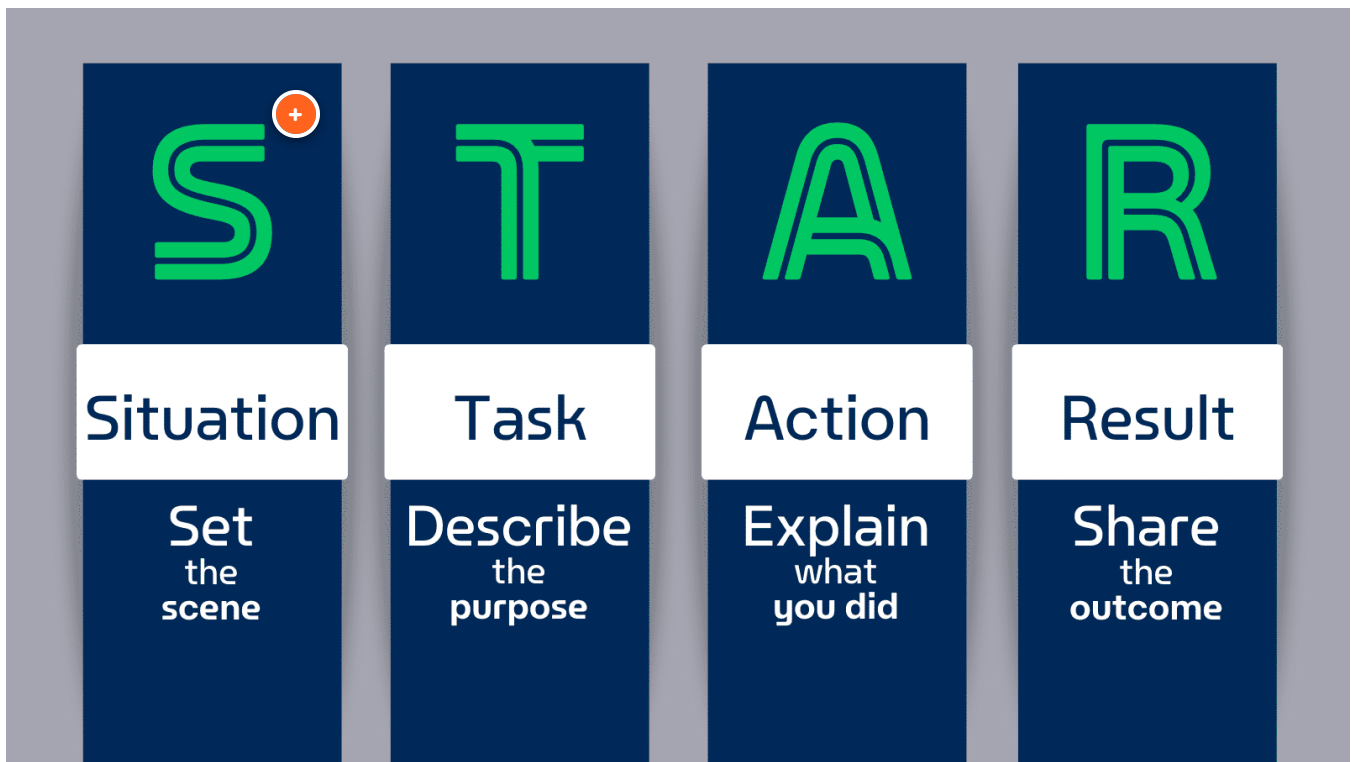 S
+
Situation
Set
the
scene
T
Task
Describe
the
purpose
A
Action
Explain
what
you did
R
Result
Share
the
outcome